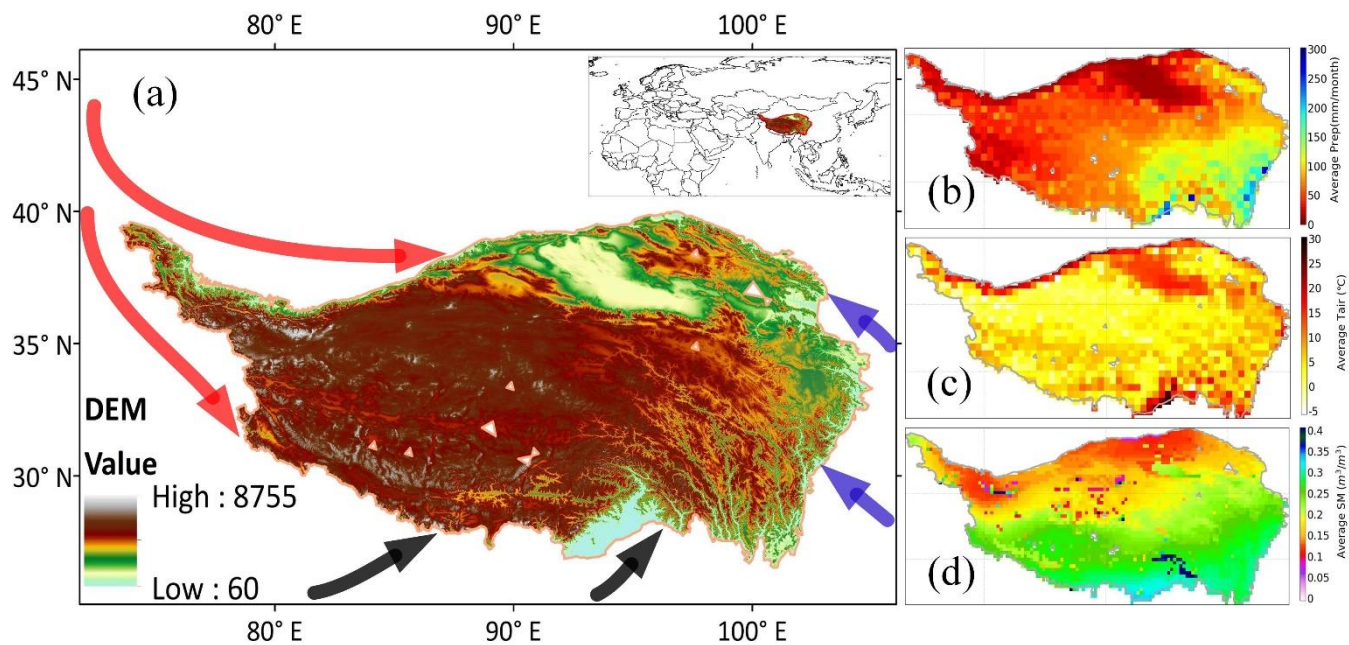 80° E 90° E 100° E
45° N
40° N
35° N
30° N
(a)
DEM
Value
High : 8755
Low : 60
80° E 90° E 100° E
(b)
300
250
200
150
100
50
0
Average Prep(mm/month)
(c)
30
25
20
15
10
5
0
-5
Average Tair (°C)
(d)
0.4
0.35
0.3
0.25
0.2
0.15
0.1
0.05
0
Average SM (m³/m³)